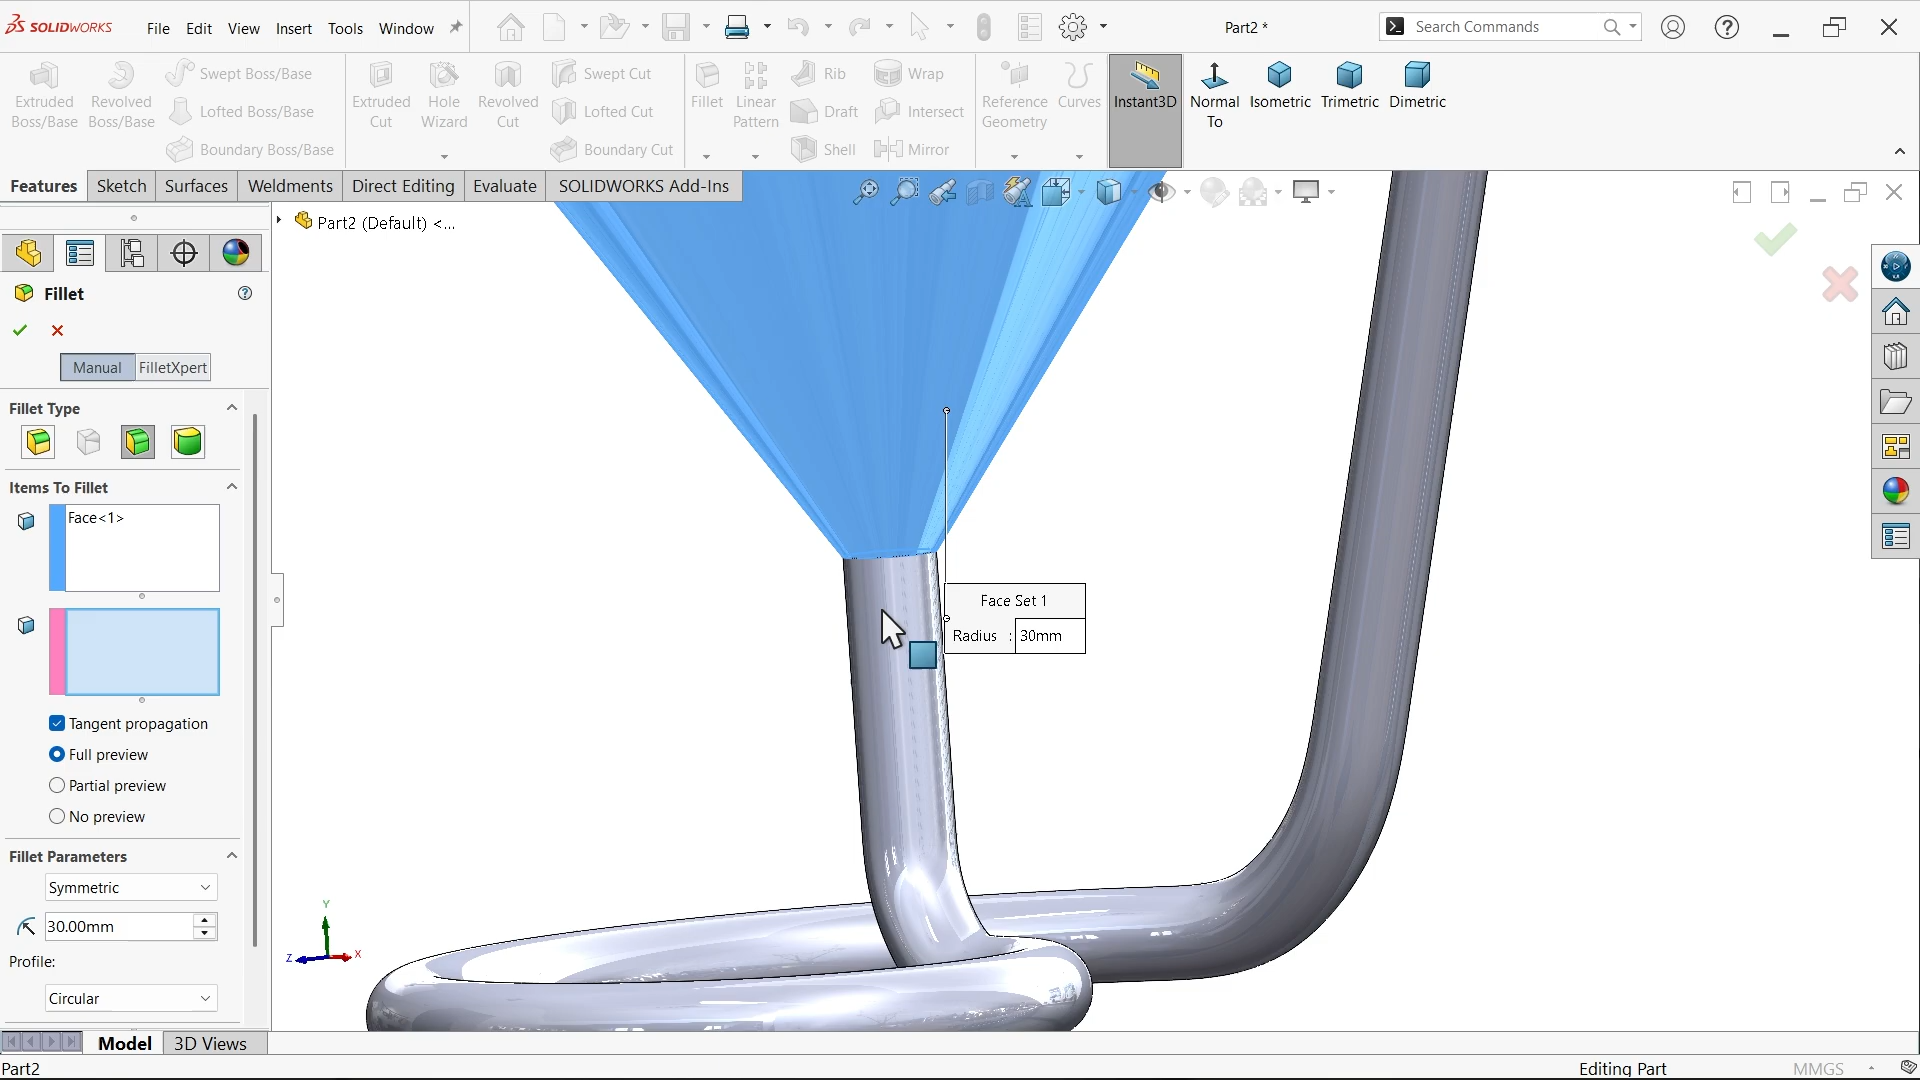 SOLIDWORKS File Edit View Insert Tools Window Part2 * Search Commands
Extruded Boss/Base
Revolved Boss/Base
Swept Boss/Base
Lofted Boss/Base
Boundary Boss/Base
Extruded Cut
Hole Wizard
Revolved Cut
Swept Cut
Lofted Cut
Boundary Cut
Fillet
Linear Pattern
Rib
Draft
Shell
Wrap
Intersect
Mirror
Reference Geometry
Curves
Instant3D
Normal To
Isometric
Trimetric
Dimetric
Features Sketch Surfaces Weldments Direct Editing Evaluate SOLIDWORKS Add-Ins
Part2 (Default) <...
Fillet
Manual FilletXpert
Fillet Type
Items To Fillet
Face<1>
Tangent propagation
Full preview
Partial preview
No preview
Fillet Parameters
Symmetric
30.00mm
Profile:
Circular
Face Set 1
Radius : 30mm
Y
Z X
Model 3D Views
Part2 Editing Part MMGS